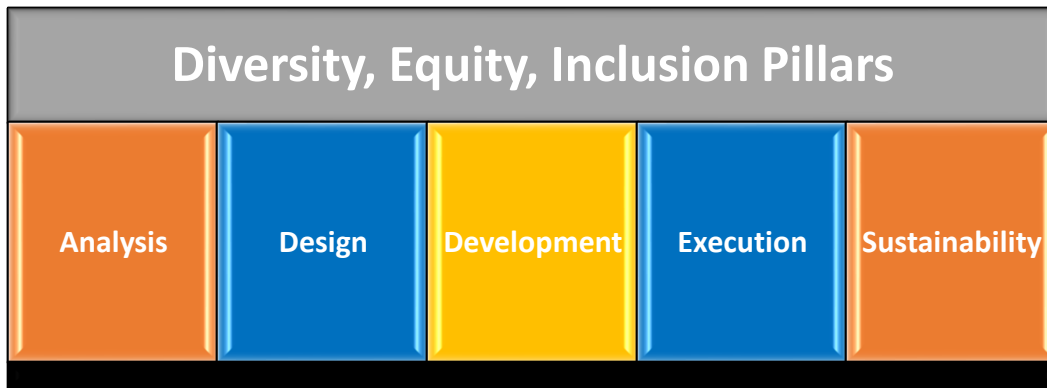 Diversity, Equity, Inclusion Pillars
Analysis
Design
Development
Execution
Sustainability